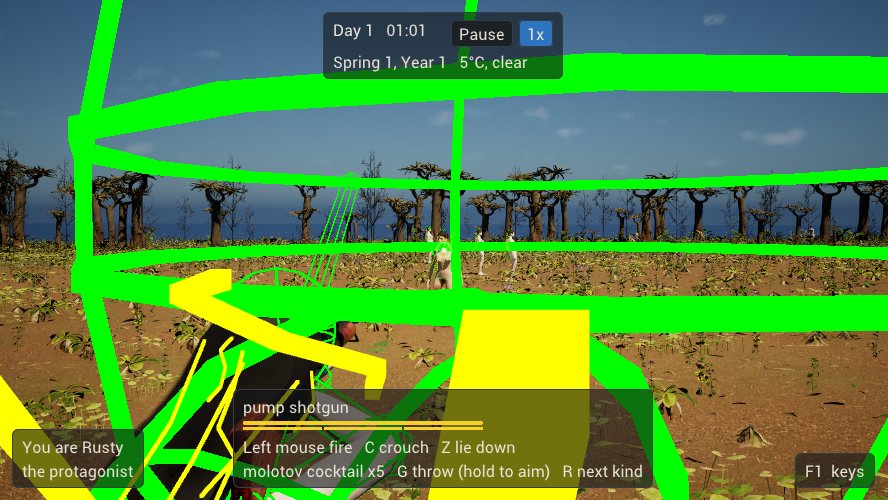 Day 1 01:01 Pause 1x
Spring 1, Year 1 5°C, clear
pump shotgun
Left mouse fire C crouch Z lie down
molotov cocktail x5 G throw (hold to aim) R next kind
You are Rusty
the protagonist
F1 keys